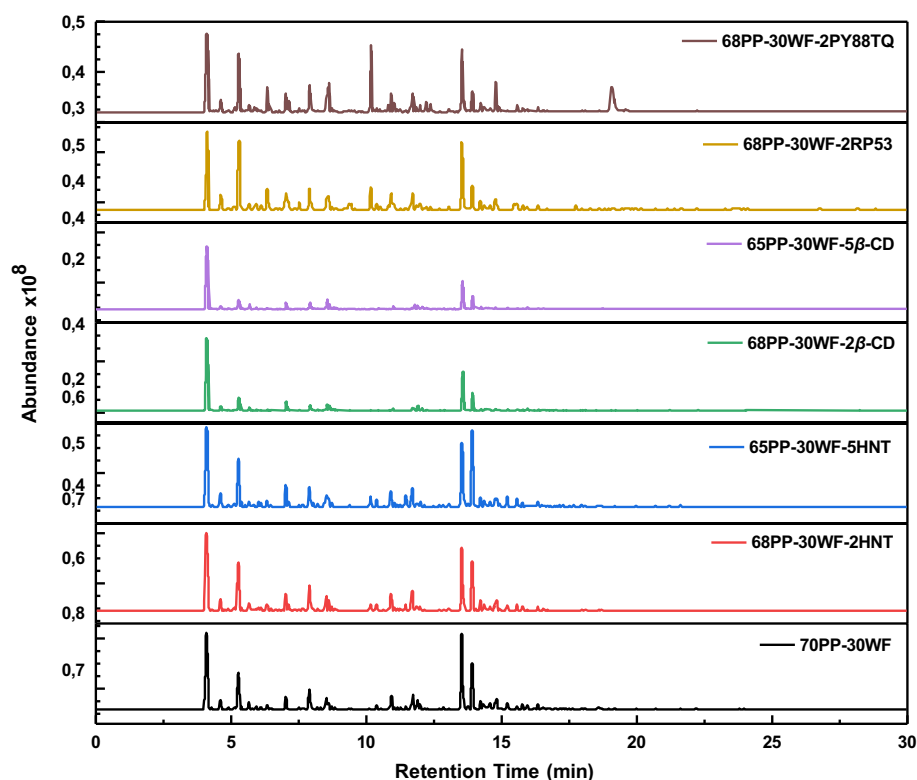 0,5
68PP-30WF-2PY88TQ
0,4
0,3
68PP-30WF-2RP53
0,5
0,4
0,4
65PP-30WF-5β-CD
0,2
0,4
68PP-30WF-2β-CD
0,2
0,6
65PP-30WF-5HNT
0,5
0,4
0,7
68PP-30WF-2HNT
0,6
0,8
70PP-30WF
0,7
Abundance x10⁸
0 5 10 15 20 25 30
Retention Time (min)